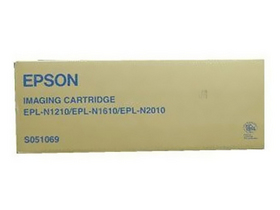 EPSON
IMAGING CARTRIDGE
EPL-N1210/EPL-N1610/EPL-N2010
S051069